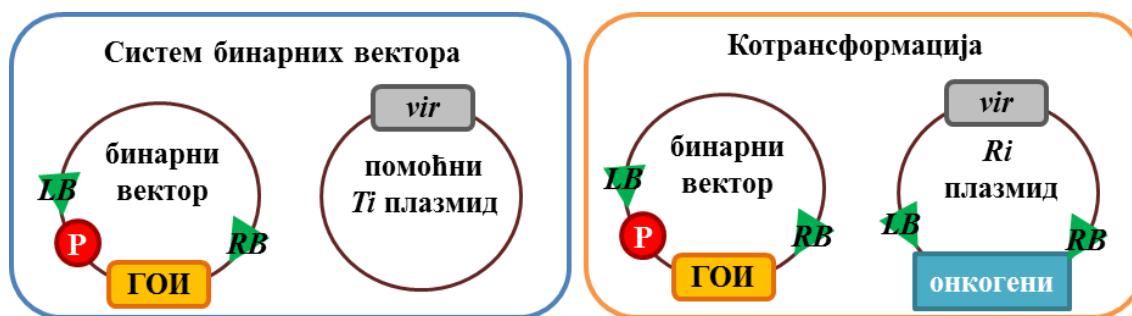 Систем бинарних вектора
vir
бинарни
вектор
помоћни
Ti плазмид
LB
P
RB
ГОИ
Котрансформација
vir
бинарни
вектор
Ri
плазмид
LB
P
RB
ГОИ
LB
RB
онкогени